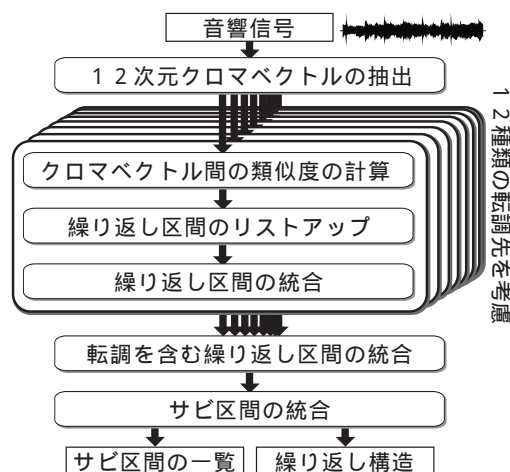 音響信号
１２次元クロマベクトルの抽出
１２種類の転調先を考慮
クロマベクトル間の類似度の計算
繰り返し区間のリストアップ
繰り返し区間の統合
転調を含む繰り返し区間の統合
サビ区間の統合
サビ区間の一覧
繰り返し構造